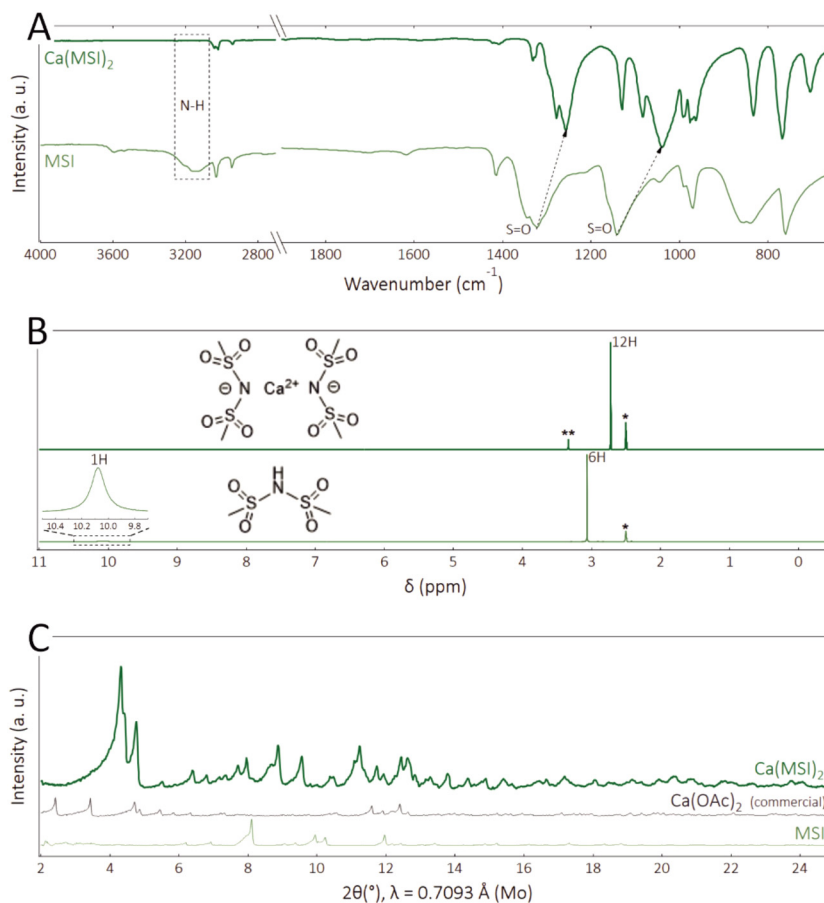 A
Ca(MSI)2
N-H
MSI
S=O
S=O
Intensity (a. u.)
4000 3600 3200 2800 1800 1600 1400 1200 1000 800 600
Wavenumber (cm-1)
B
O O
S
O O
S
⊖ N Ca2+ N ⊖
O S O
O S O
12H
**
*
1H
10.4 10.2 10.0 9.8
H
N
O S S O
O O
6H
*
11 10 9 8 7 6 5 4 3 2 1 0
δ (ppm)
C
Intensity (a. u.)
Ca(MSI)2
Ca(OAc)2 (commercial)
MSI
2 4 6 8 10 12 14 16 18 20 22 24
2θ(°), λ = 0.7093 Å (Mo)